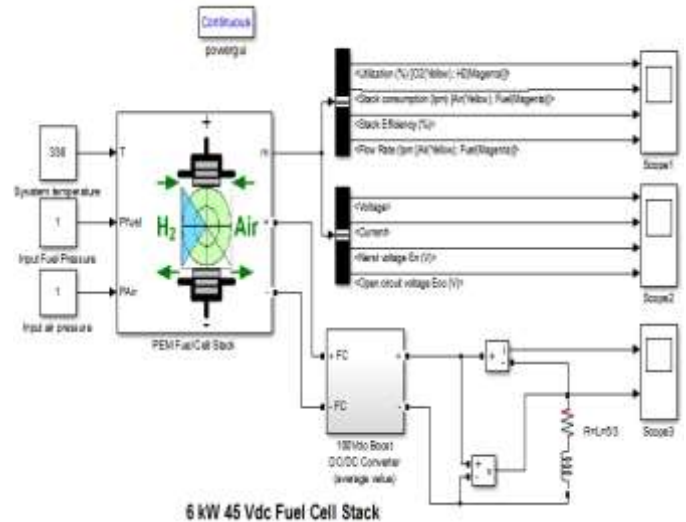 Continuous
powergui
<Utilization (%) [O2(Yellow); H2(Magenta)]>
<Stack consumption (lpm) [Air(Yellow); Fuel(Magenta)]>
<Stack Efficiency (%)>
<Flow Rate (lpm [Air(Yellow); Fuel(Magenta)]>
Scope1
T
System temperature
1
Pfuel
Input Fuel Pressure
1
PAir
Input air pressure
+
m
H2 Air
+
-
-
PEM Fuel Cell Stack
<Voltage>
<Current>
<Nerst voltage En (V)>
<Open circuit voltage Eoc (V)>
Scope2
+ FC
- FC
+
-
100Vdc Boost
DC/DC Converter
(average value)
+
-
i
+
-
v
R=L=5/3
Scope3
6 kW 45 Vdc Fuel Cell Stack